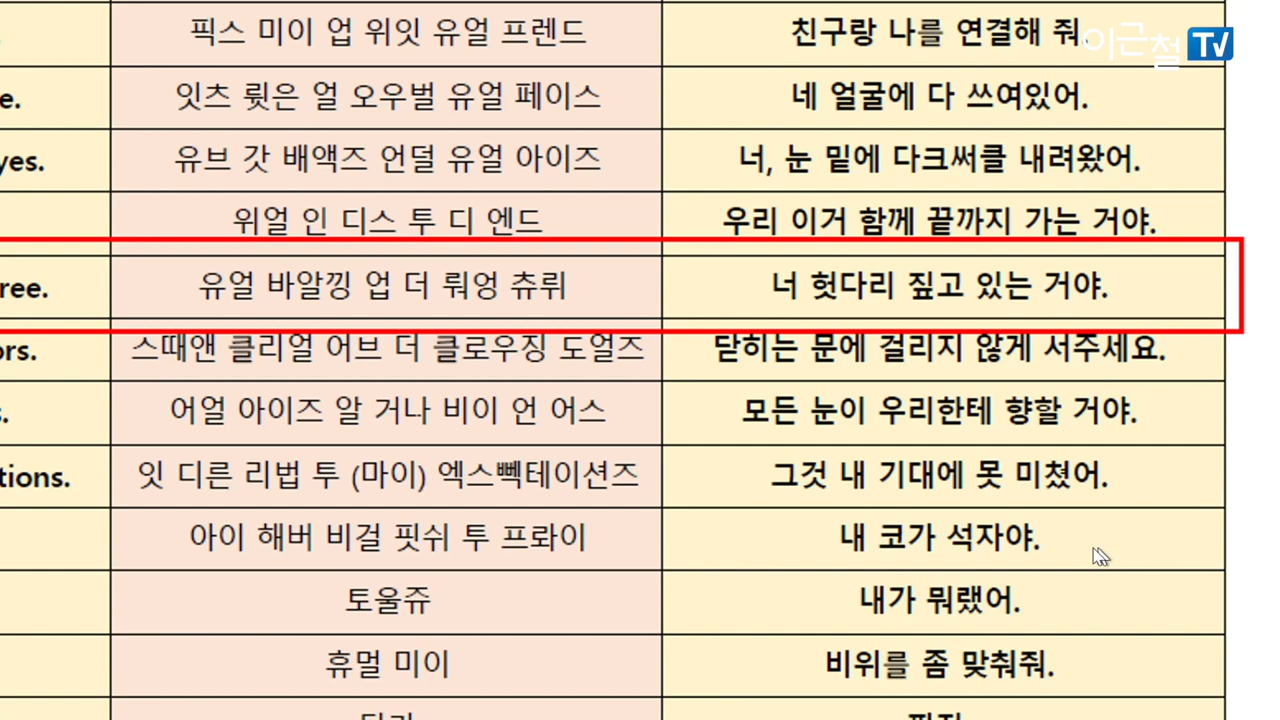 픽스 미이 업 위잇 유얼 프렌드 친구랑 나를 연결해 줘.
이근철 TV
e. 잇츠 륏은 얼 오우벌 유얼 페이스 네 얼굴에 다 쓰여있어.
yes. 유브 갓 배액즈 언덜 유얼 아이즈 너, 눈 밑에 다크써클 내려왔어.
위얼 인 디스 투 디 엔드 우리 이거 함께 끝까지 가는 거야.
ree. 유얼 바알낑 업 더 뤄엉 츄뤼 너 헛다리 짚고 있는 거야.
ors. 스때앤 클리얼 어브 더 클로우징 도얼즈 닫히는 문에 걸리지 않게 서주세요.
s. 어얼 아이즈 알 거나 비이 언 어스 모든 눈이 우리한테 향할 거야.
tions. 잇 디른 리법 투 (마이) 엑스뻭테이션즈 그것 내 기대에 못 미쳤어.
아이 해버 비걸 핏쉬 투 프라이 내 코가 석자야.
토울쥬 내가 뭐랬어.
휴멀 미이 비위를 좀 맞춰줘.